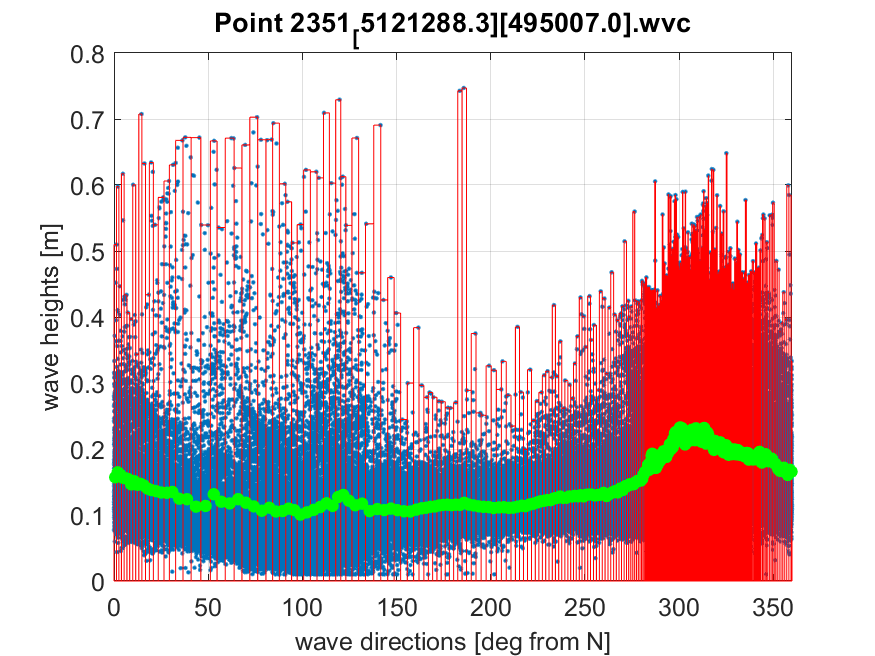 Point 2351[5121288.3][495007.0].wvc
0.8
0.7
0.6
0.5
0.4
0.3
0.2
0.1
0
wave heights [m]
0 50 100 150 200 250 300 350
wave directions [deg from N]